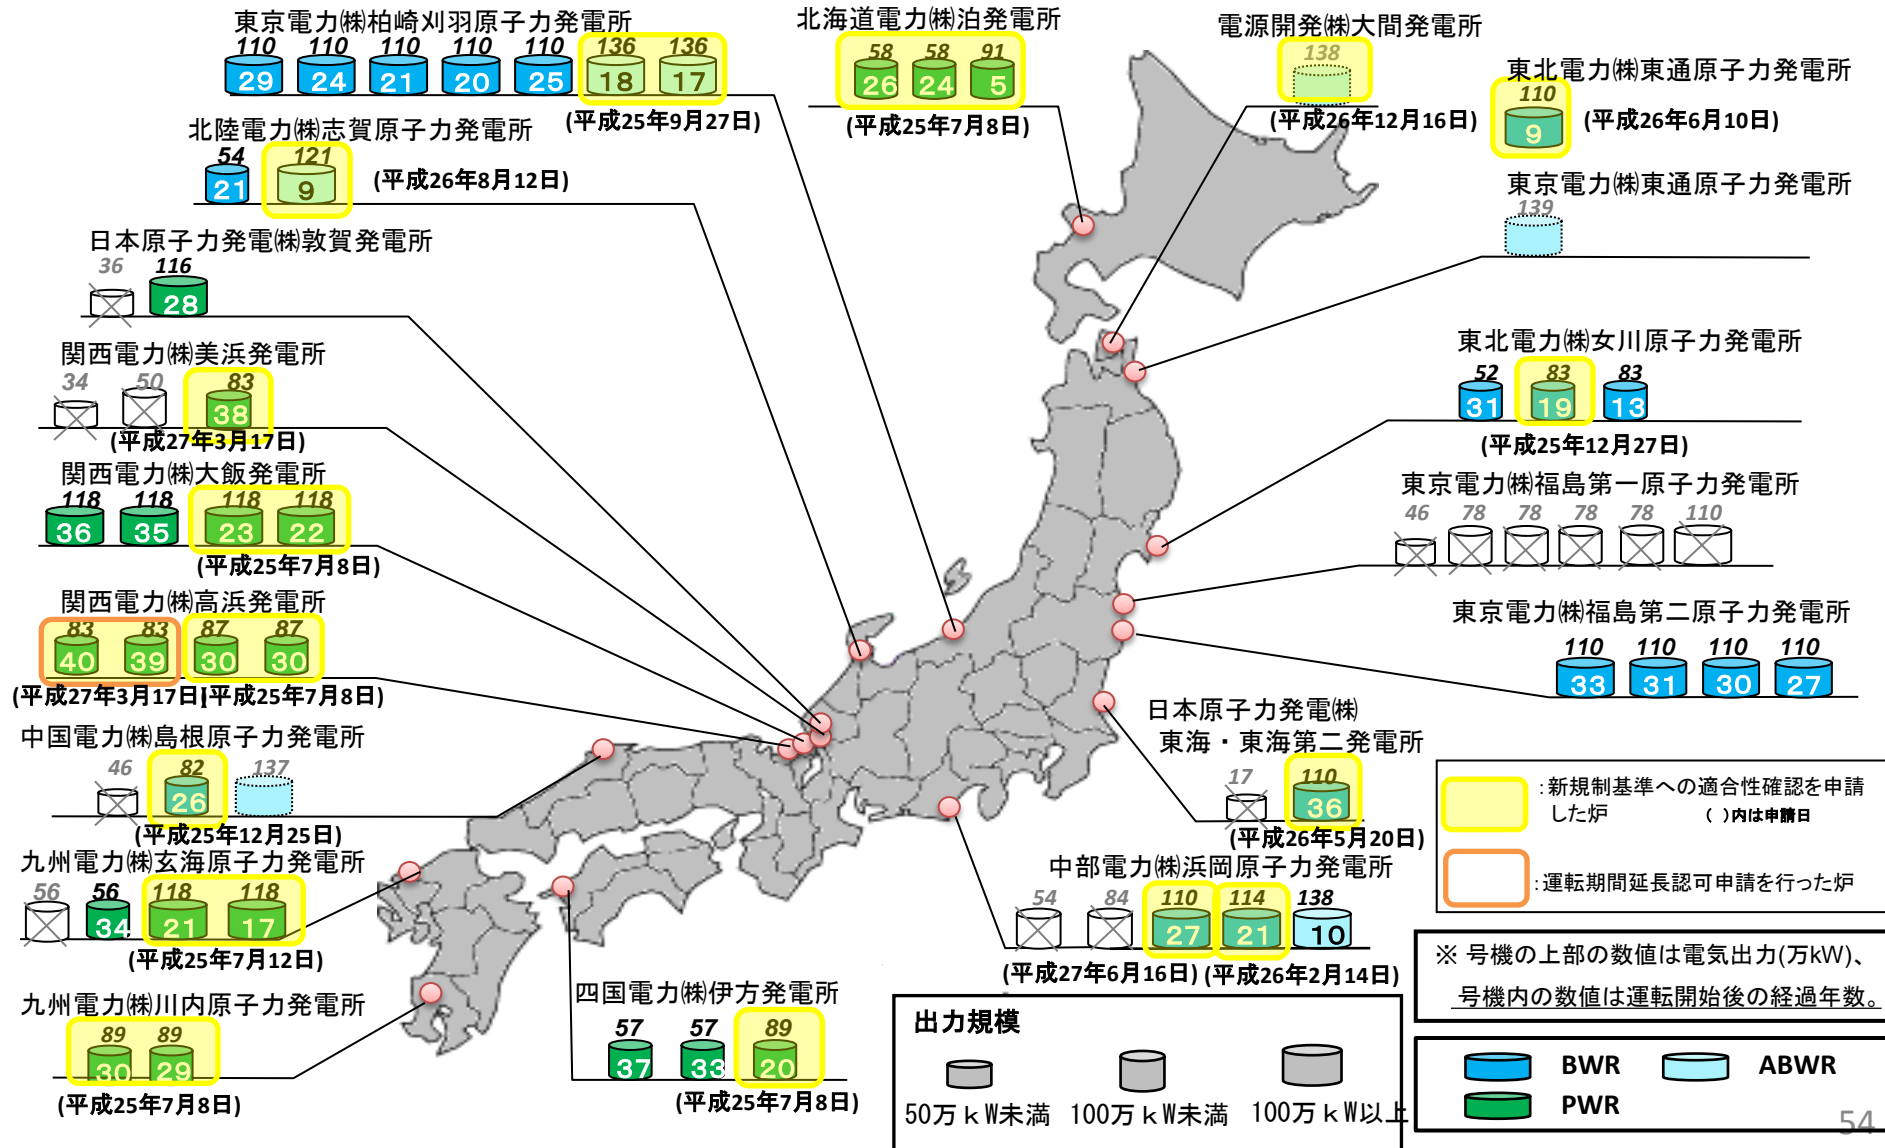 東京電力㈱柏崎刈羽原子力発電所
110 110 110 110 110 136 136
29 24 21 20 25 18 17
(平成25年9月27日)
北海道電力㈱泊発電所
58 58 91
26 24 5
(平成25年7月8日)
電源開発㈱大間発電所
138
(平成26年12月16日)
東北電力㈱東通原子力発電所
110
9
(平成26年6月10日)
北陸電力㈱志賀原子力発電所
54 121
21 9
(平成26年8月12日)
東京電力㈱東通原子力発電所
139
日本原子力発電㈱敦賀発電所
36 116
28
関西電力㈱美浜発電所
34 50 83
38
(平成27年3月17日)
東北電力㈱女川原子力発電所
52 83 83
31 19 13
(平成25年12月27日)
関西電力㈱大飯発電所
118 118 118 118
36 35 23 22
(平成25年7月8日)
東京電力㈱福島第一原子力発電所
46 78 78 78 78 110
関西電力㈱高浜発電所
83 83 87 87
40 39 30 30
(平成27年3月17日)
(平成25年7月8日)
東京電力㈱福島第二原子力発電所
110 110 110 110
33 31 30 27
中国電力㈱島根原子力発電所
46 82 137
26
(平成25年12月25日)
日本原子力発電㈱
東海・東海第二発電所
17 110
36
(平成26年5月20日)
九州電力㈱玄海原子力発電所
56 56 118 118
34 21 17
(平成25年7月12日)
中部電力㈱浜岡原子力発電所
54 84 110 114 138
27 21 10
(平成27年6月16日) (平成26年2月14日)
九州電力㈱川内原子力発電所
89 89
30 29
(平成25年7月8日)
四国電力㈱伊方発電所
57 57 89
37 33 20
(平成25年7月8日)
：新規制基準への適合性確認を申請
した炉 （ ）内は申請日
：運転期間延長認可申請を行った炉
※ 号機の上部の数値は電気出力(万kW)、
号機内の数値は運転開始後の経過年数。
出力規模
50万ｋW未満 100万ｋW未満 100万ｋW以上
BWR ABWR
PWR
54